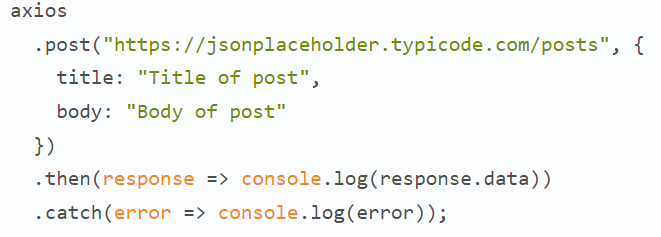 axios
.post("https://jsonplaceholder.typicode.com/posts", {
title: "Title of post",
body: "Body of post"
})
.then(response => console.log(response.data))
.catch(error => console.log(error));